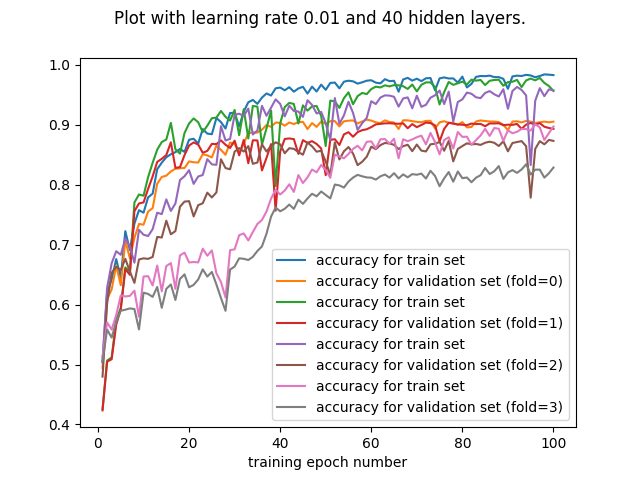 Plot with learning rate 0.01 and 40 hidden layers.
1.0
0.9
0.8
0.7
0.6
0.5
0.4
accuracy for train set
accuracy for validation set (fold=0)
accuracy for train set
accuracy for validation set (fold=1)
accuracy for train set
accuracy for validation set (fold=2)
accuracy for train set
accuracy for validation set (fold=3)
0 20 40 60 80 100
training epoch number